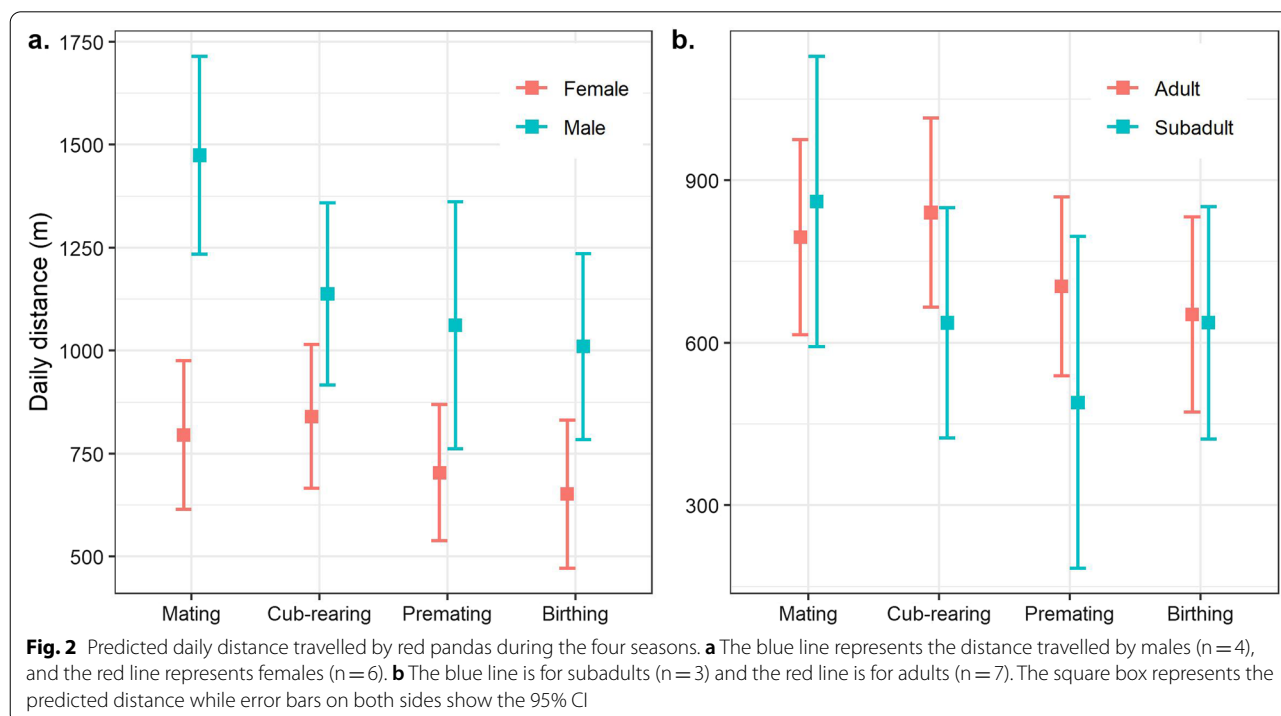 a.
1750
1500
1250
1000
750
500
Daily distance (m)
Female
Male
Mating Cub-rearing Premating Birthing
b.
900
600
300
Adult
Subadult
Mating Cub-rearing Premating Birthing
Fig. 2 Predicted daily distance travelled by red pandas during the four seasons. a The blue line represents the distance travelled by males (n = 4),
and the red line represents females (n = 6). b The blue line is for subadults (n = 3) and the red line is for adults (n = 7). The square box represents the
predicted distance while error bars on both sides show the 95% CI